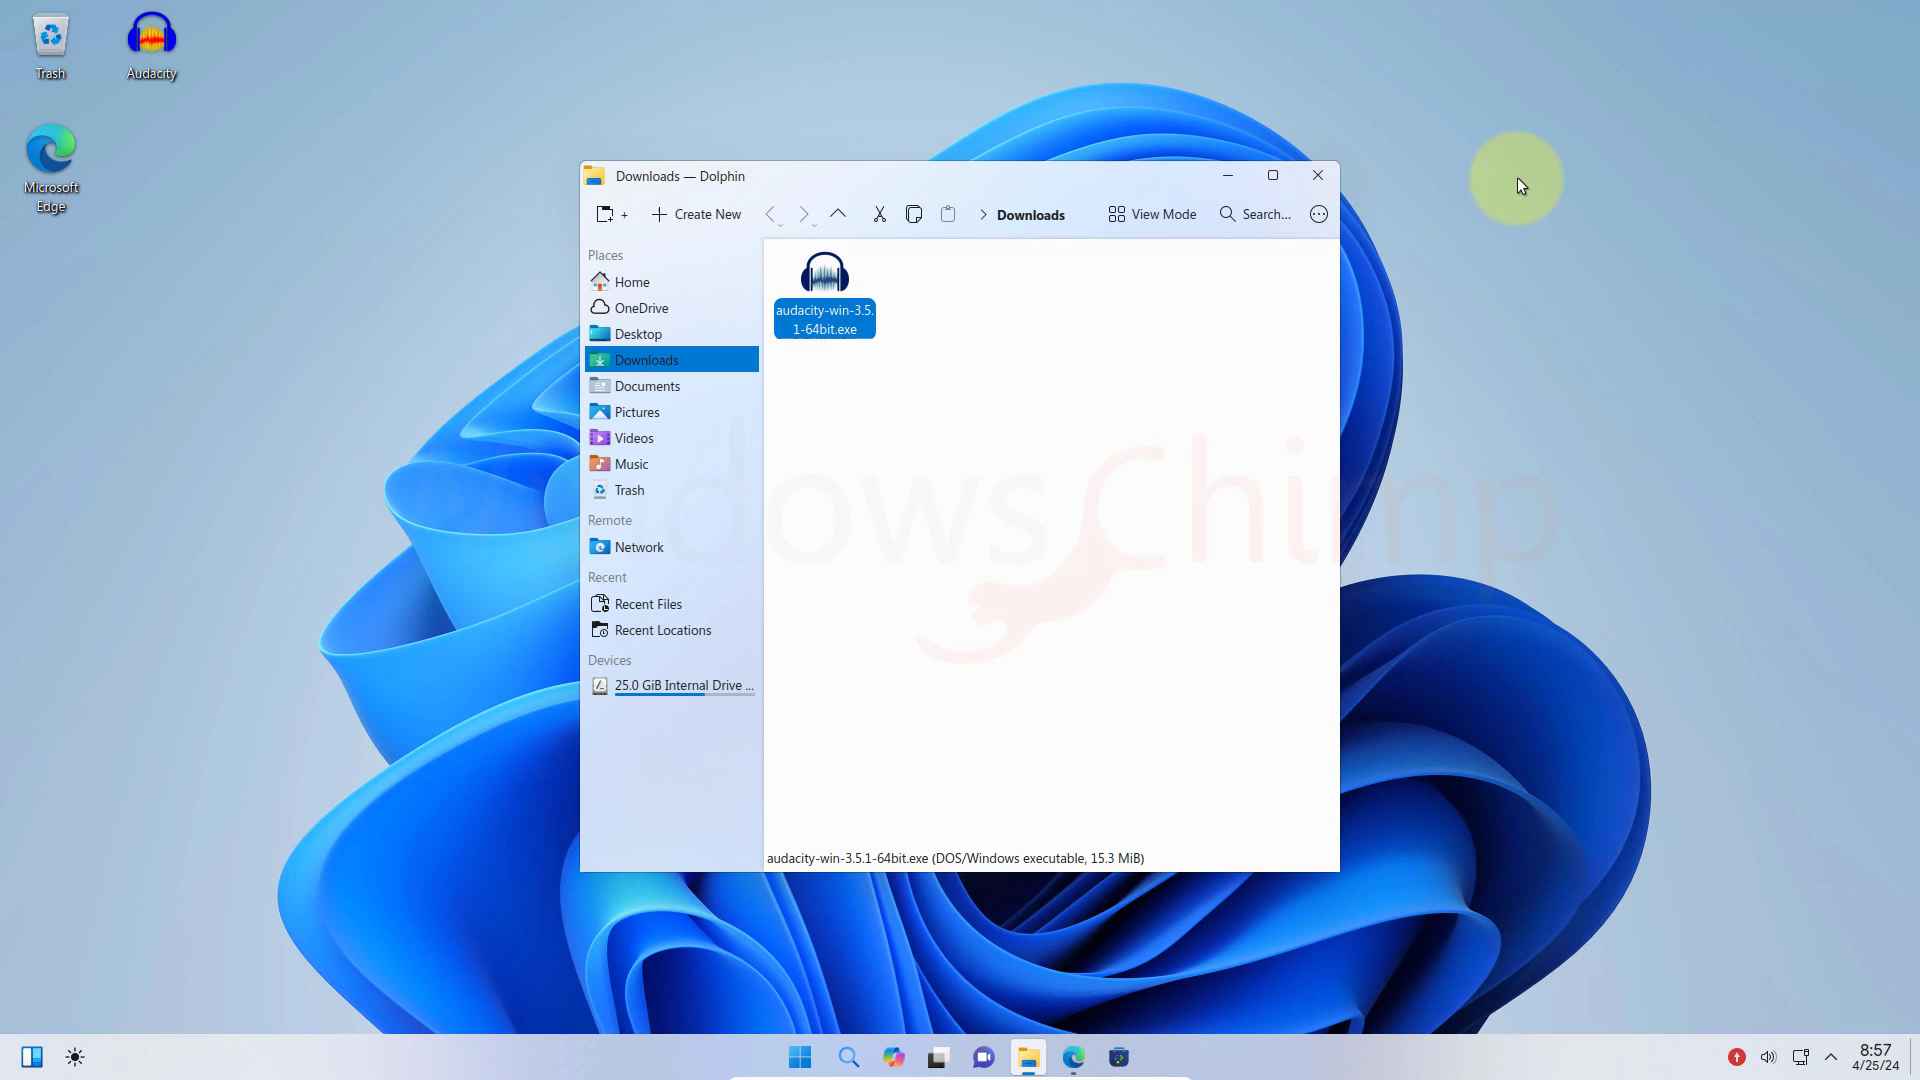 Trash
Audacity
Microsoft
Edge
Downloads — Dolphin
+ Create New
Downloads
View Mode
Search...
Places
Home
OneDrive
Desktop
Downloads
Documents
Pictures
Videos
Music
Trash
Remote
Network
Recent
Recent Files
Recent Locations
Devices
25.0 GiB Internal Drive ...
audacity-win-3.5.
1-64bit.exe
dows Chimp
audacity-win-3.5.1-64bit.exe (DOS/Windows executable, 15.3 MiB)
8:57
4/25/24